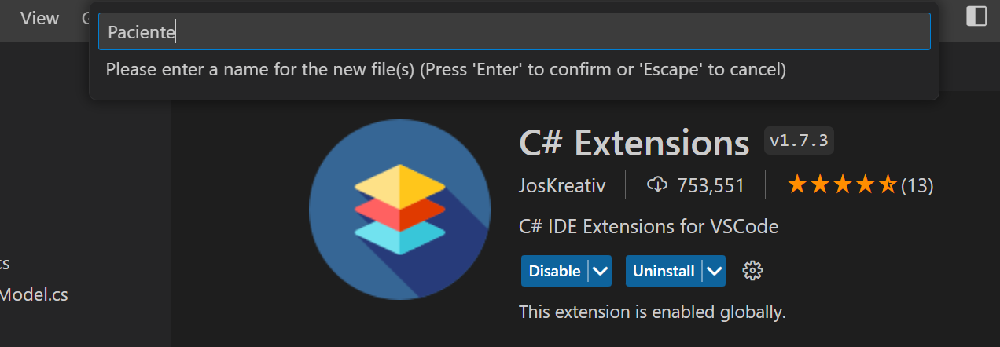 View
Paciente
Please enter a name for the new file(s) (Press 'Enter' to confirm or 'Escape' to cancel)
C# Extensions v1.7.3
JosKreativ 753,551 (13)
C# IDE Extensions for VSCode
Disable Uninstall
This extension is enabled globally.
cs
Model.cs